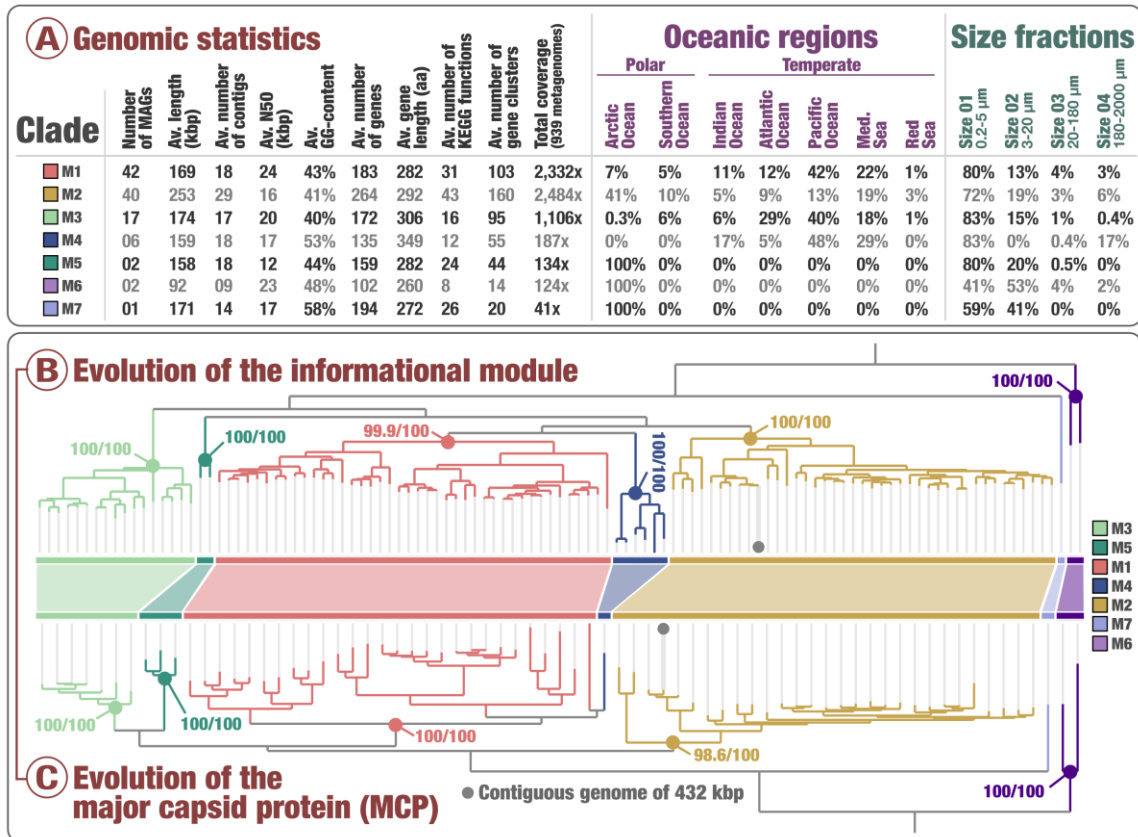 A Genomic statistics
Oceanic regions
Size fractions
Polar
Temperate
Clade
Number of MAGs
Av. length (kbp)
Av. number of contigs
Av. N50 (kbp)
Av. GG-content
Av. number of genes
Av. gene length (aa)
Av. number of KEGG functions
Av. number of gene clusters
Total coverage (939 metagenomes)
Arctic Ocean
Southern Ocean
Indian Ocean
Atlantic Ocean
Pacific Ocean
Med. Sea
Red Sea
Size 01 0.2-5 µm
Size 02 3-20 µm
Size 03 20-180 µm
Size 04 180-2000 µm
M1 42 169 18 24 43% 183 282 31 103 2,332x 7% 5% 11% 12% 42% 22% 1% 80% 13% 4% 3%
M2 40 253 29 16 41% 264 292 43 160 2,484x 41% 10% 5% 9% 13% 19% 3% 72% 19% 3% 6%
M3 17 174 17 20 40% 172 306 16 95 1,106x 0.3% 6% 6% 29% 40% 18% 1% 83% 15% 1% 0.4%
M4 06 159 18 17 53% 135 349 12 55 187x 0% 0% 17% 5% 48% 29% 0% 83% 0% 0.4% 17%
M5 02 158 18 12 44% 159 282 24 44 134x 100% 0% 0% 0% 0% 0% 0% 80% 20% 0.5% 0%
M6 02 92 09 23 48% 102 260 8 14 124x 100% 0% 0% 0% 0% 0% 0% 41% 53% 4% 2%
M7 01 171 14 17 58% 194 272 26 20 41x 100% 0% 0% 0% 0% 0% 0% 59% 41% 0% 0%
B Evolution of the informational module
100/100
100/100
100/100
99.9/100
100/100
100/100
M3
M5
M1
M4
M2
M7
M6
100/100
100/100
100/100
98.6/100
100/100
C Evolution of the
major capsid protein (MCP)
Contiguous genome of 432 kbp